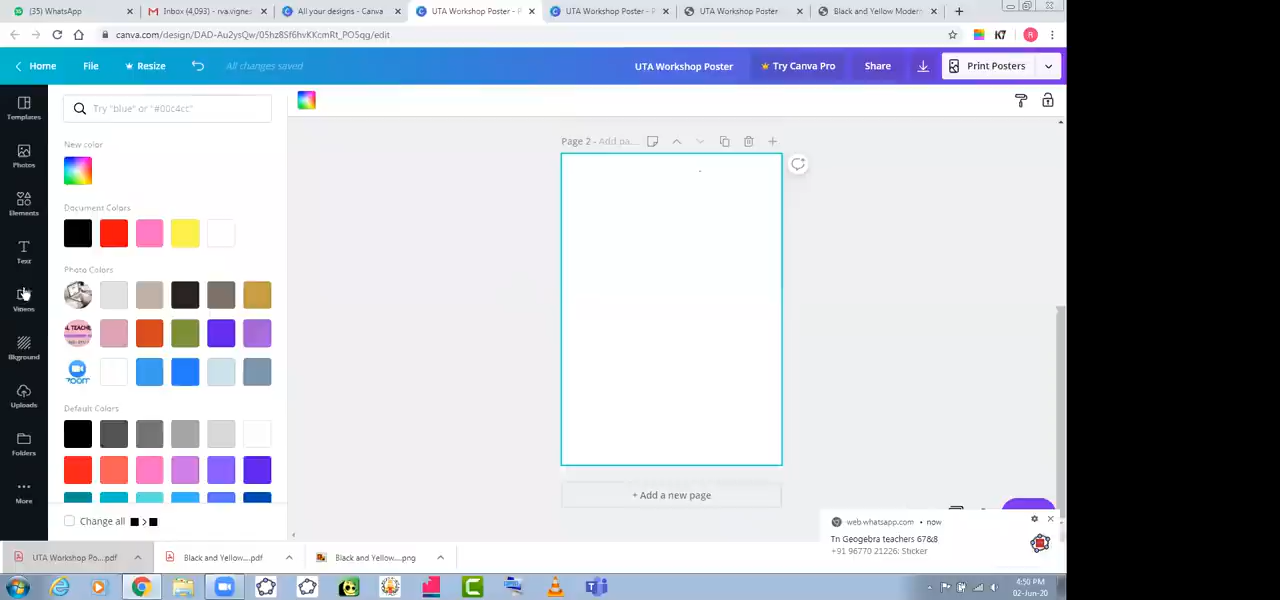 (35) WhatsApp
Inbox (4,093) - rva.vignes
All your designs - Canva
UTA Workshop Poster - P
UTA Workshop Poster - P
UTA Workshop Poster
Black and Yellow Modern
canva.com/design/DAD-Au2ysQw/05hz8Sf6hvKKcmRt_PO5qg/edit
K7
R
Home
File
Resize
All changes saved
UTA Workshop Poster
Try Canva Pro
Share
Print Posters
Templates
Photos
Elements
Text
Videos
Bkground
Uploads
Folders
More
Try "blue" or "#00c4cc"
New color
Document Colors
Photo Colors
zoom
Default Colors
Change all
Page 2 - Add pa...
+ Add a new page
web.whatsapp.com • now
Tn Geogebra teachers 67&8
+91 96770 21226: Sticker
UTA Workshop Po....pdf
Black and Yellow....pdf
Black and Yellow....png
4:50 PM
02-Jun-20